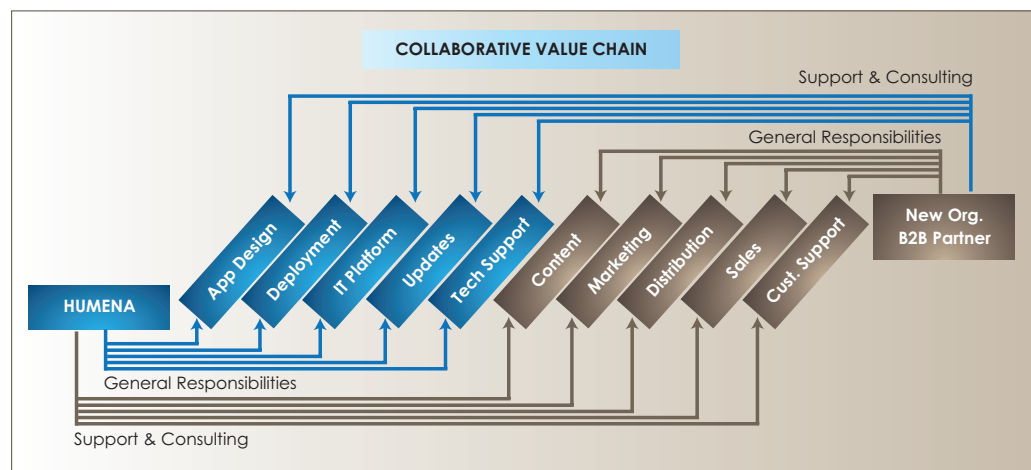 COLLABORATIVE VALUE CHAIN
Support & Consulting
General Responsibilities
App Design
Deployment
IT Platform
Updates
Tech Support
Content
Marketing
Distribution
Sales
Cust. Support
New Org.
B2B Partner
HUMENA
General Responsibilities
Support & Consulting